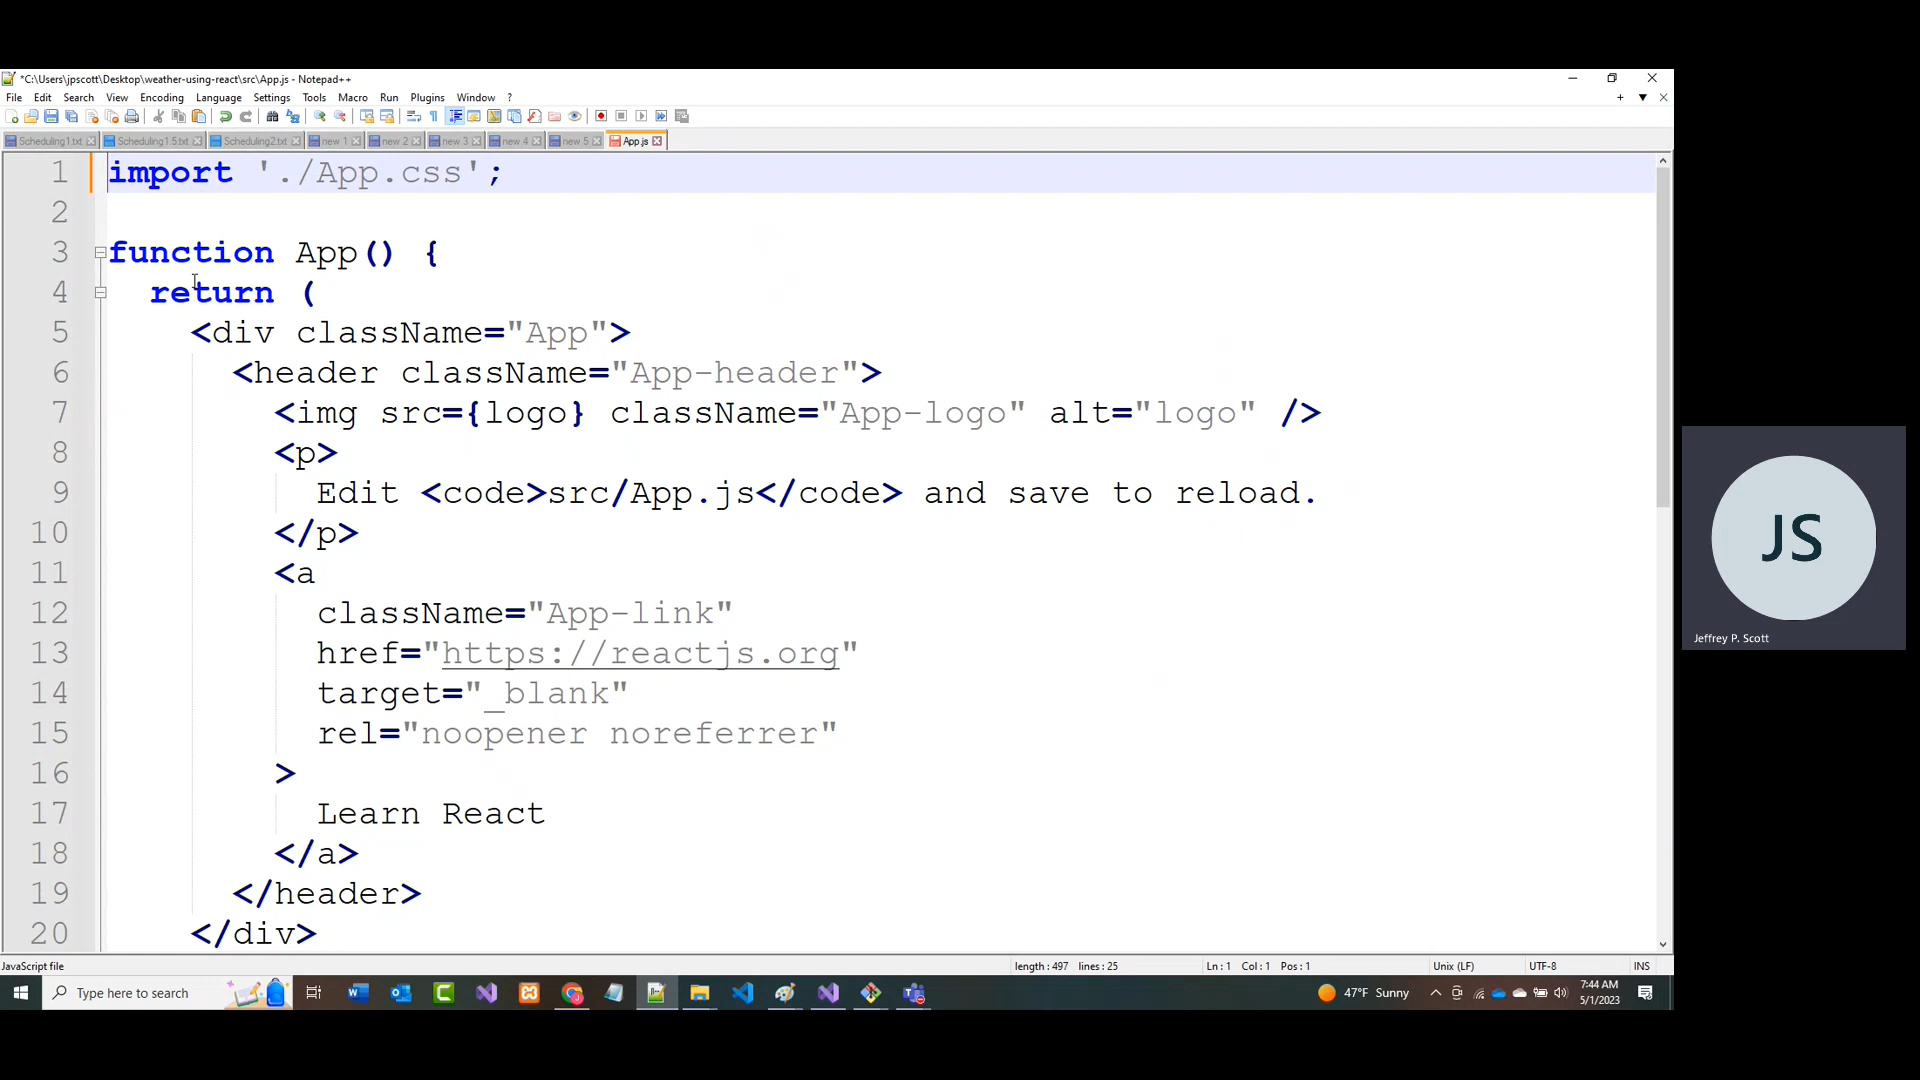 *C:\Users\jpscott\Desktop\weather-using-react\src\App.js - Notepad++
File Edit Search View Encoding Language Settings Tools Macro Run Plugins Window ?
Scheduling1.txt Scheduling1.5.txt Scheduling2.txt new 1 new 2 new 3 new 4 new 5 App.js
1 import './App.css';
2
3 function App() {
4 return (
5 <div className="App">
6 <header className="App-header">
7 <img src={logo} className="App-logo" alt="logo" />
8 <p>
9 Edit <code>src/App.js</code> and save to reload.
10 </p>
11 <a
12 className="App-link"
13 href="https://reactjs.org"
14 target="_blank"
15 rel="noopener noreferrer"
16 >
17 Learn React
18 </a>
19 </header>
20 </div>
JS
Jeffrey P. Scott
JavaScript file length : 497 lines : 25 Ln : 1 Col : 1 Pos : 1 Unix (LF) UTF-8 INS
Type here to search 47°F Sunny 7:44 AM
5/1/2023